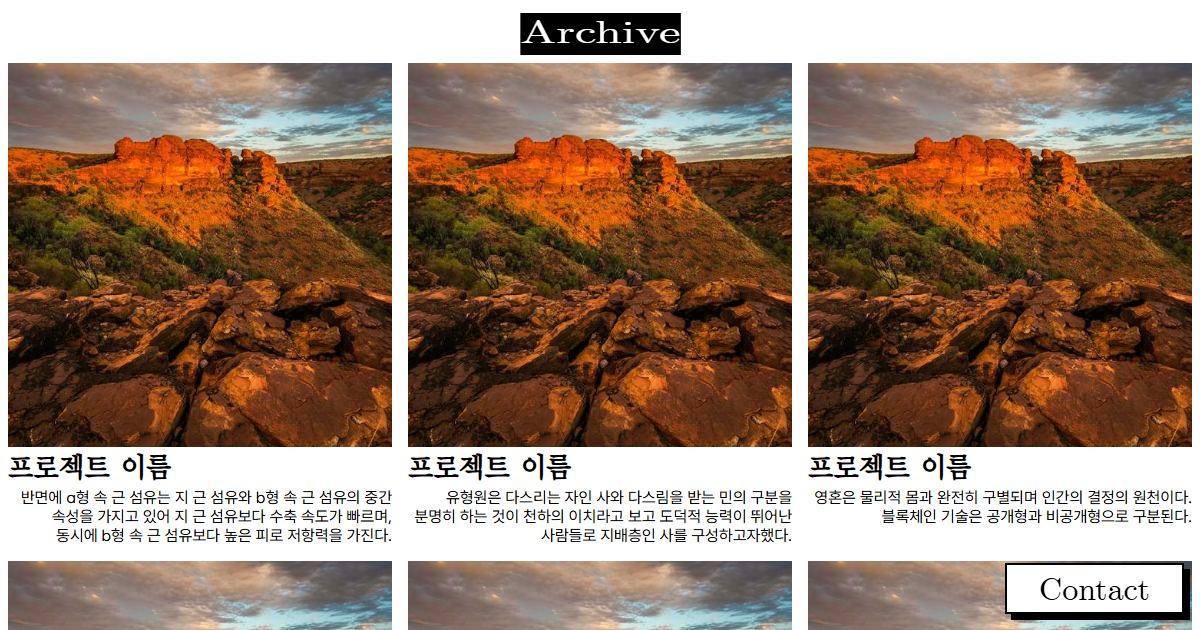 Archive
프로젝트 이름
반면에 a형 속 근 섬유는 지 근 섬유와 b형 속 근 섬유의 중간
속성을 가지고 있어 지 근 섬유보다 수축 속도가 빠르며,
동시에 b형 속 근 섬유보다 높은 피로 저항력을 가진다.
프로젝트 이름
유형원은 다스리는 자인 사와 다스림을 받는 민의 구분을
분명히 하는 것이 천하의 이치라고 보고 도덕적 능력이 뛰어난
사람들로 지배층인 사를 구성하고자했다.
프로젝트 이름
영혼은 물리적 몸과 완전히 구별되며 인간의 결정의 원천이다.
블록체인 기술은 공개형과 비공개형으로 구분된다.
Contact